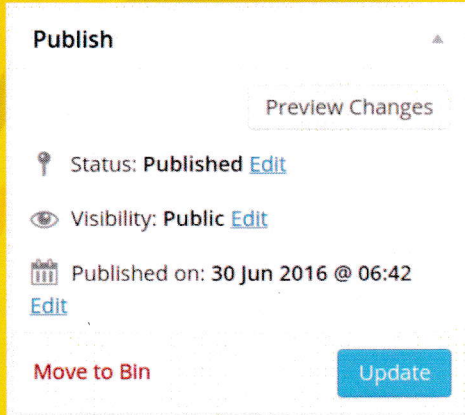 Publish
Preview Changes
Status: Published Edit
Visibility: Public Edit
Published on: 30 Jun 2016 @ 06:42
Edit
Move to Bin
Update